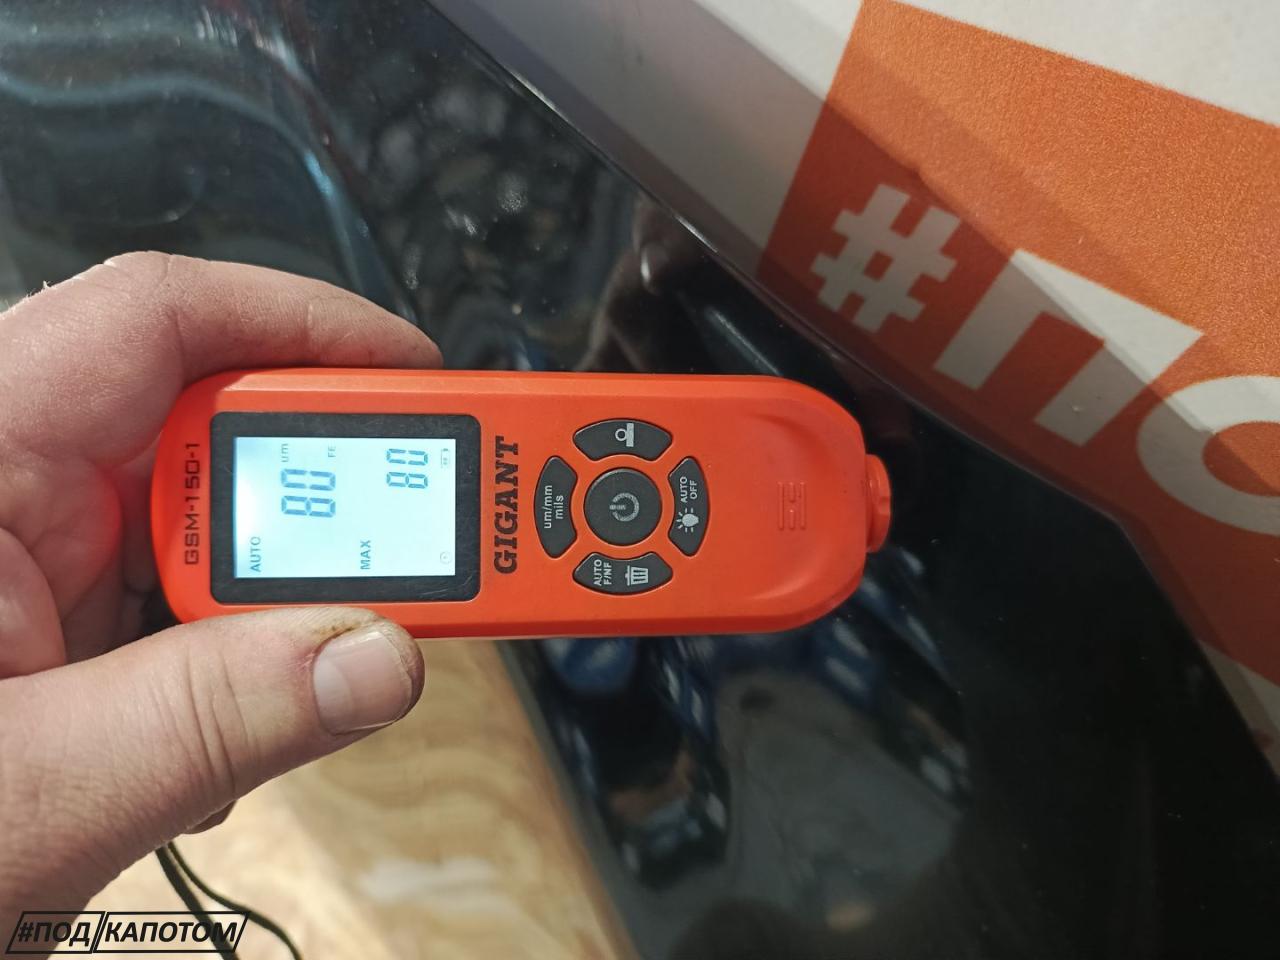 GSM-150-1
AUTO
80
um
FE
MAX
80
GIGANT
um/mm
mils
AUTO
OFF
AUTO
F/NF
#ПО
#ПОД КАПОТОМ